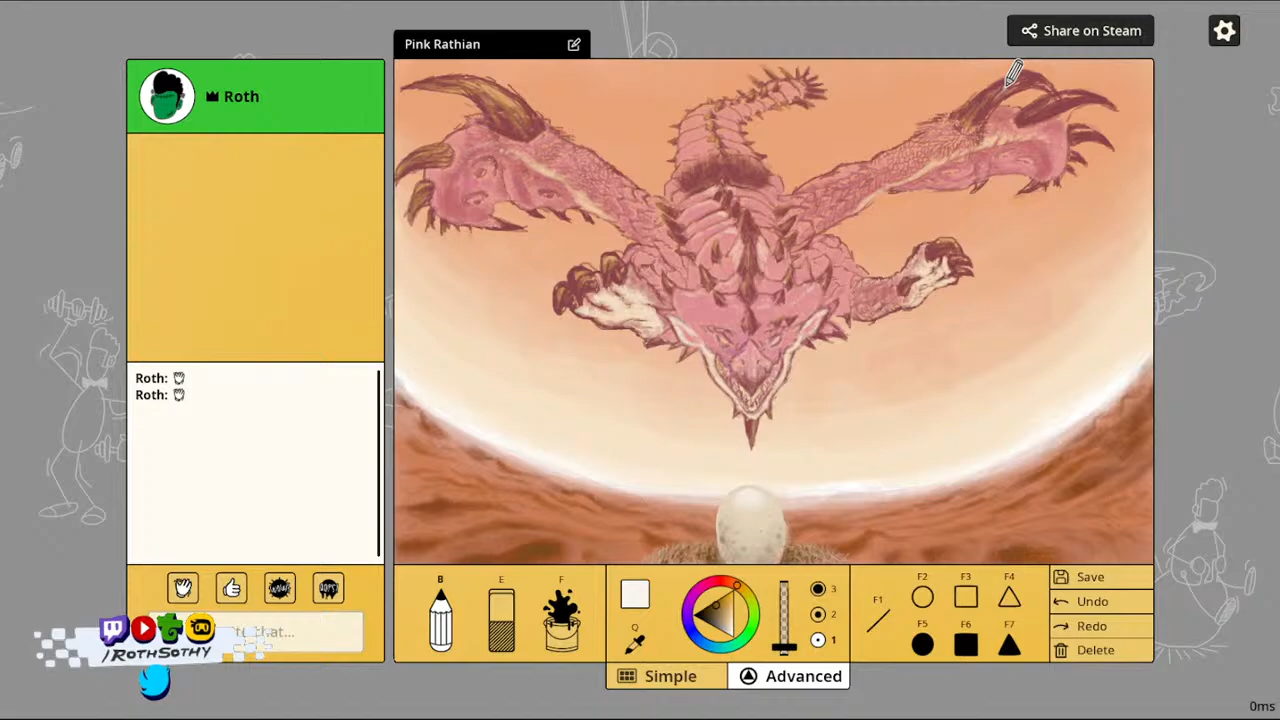 Pink Rathian
Share on Steam
Roth
Roth:
Roth:
chat...
/ROTHSOTHY
B
E
F
Q
3
2
1
F1
F2
F3
F4
F5
F6
F7
Save
Undo
Redo
Delete
Simple
Advanced
0ms